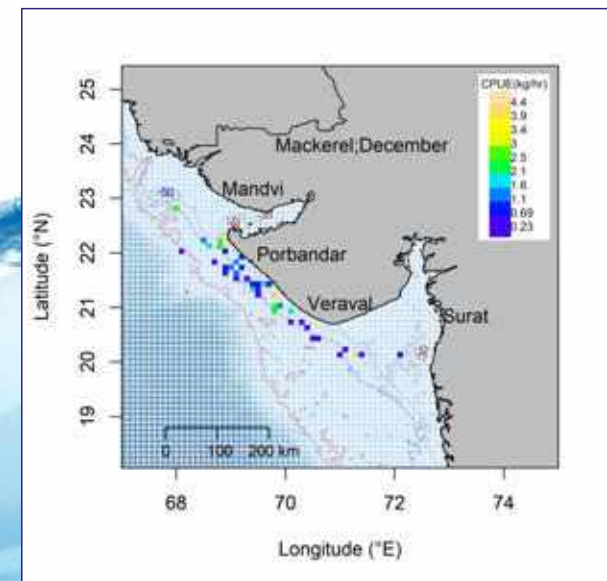 CPUE(kg/hr)
4.4
3.9
3.4
3
2.5
2.1
1.6
1.1
0.69
0.23
Mackerel;December
Mandvi
Porbandar
Veraval
Surat
-50
25
24
23
22
21
20
19
Latitude (°N)
0 100 200 km
68 70 72 74
Longitude (°E)